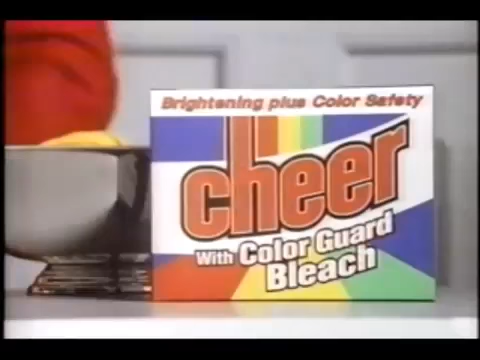 Brightening plus Color Safety
cheer
With Color Guard
Bleach